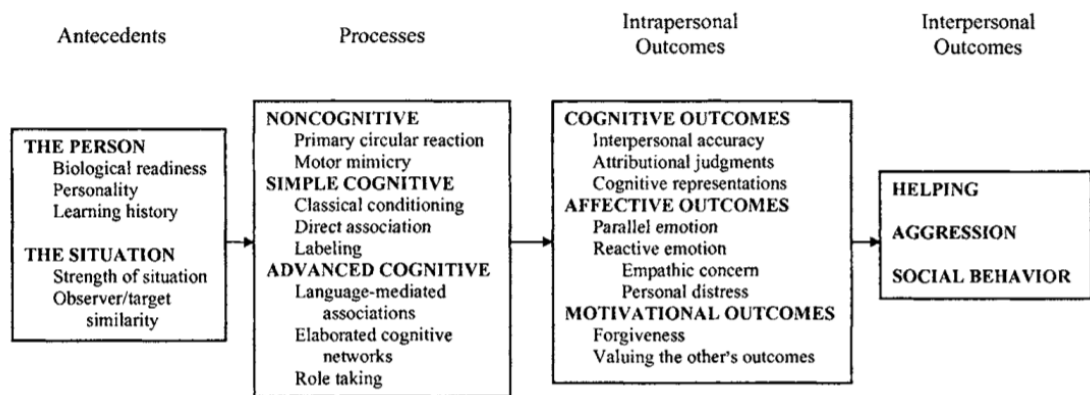 Antecedents
Processes
Intrapersonal
Outcomes
Interpersonal
Outcomes
THE PERSON
Biological readiness
Personality
Learning history
THE SITUATION
Strength of situation
Observer/target
similarity
NONCOGNITIVE
Primary circular reaction
Motor mimicry
SIMPLE COGNITIVE
Classical conditioning
Direct association
Labeling
ADVANCED COGNITIVE
Language-mediated
associations
Elaborated cognitive
networks
Role taking
COGNITIVE OUTCOMES
Interpersonal accuracy
Attributional judgments
Cognitive representations
AFFECTIVE OUTCOMES
Parallel emotion
Reactive emotion
Empathic concern
Personal distress
MOTIVATIONAL OUTCOMES
Forgiveness
Valuing the other's outcomes
HELPING
AGGRESSION
SOCIAL BEHAVIOR